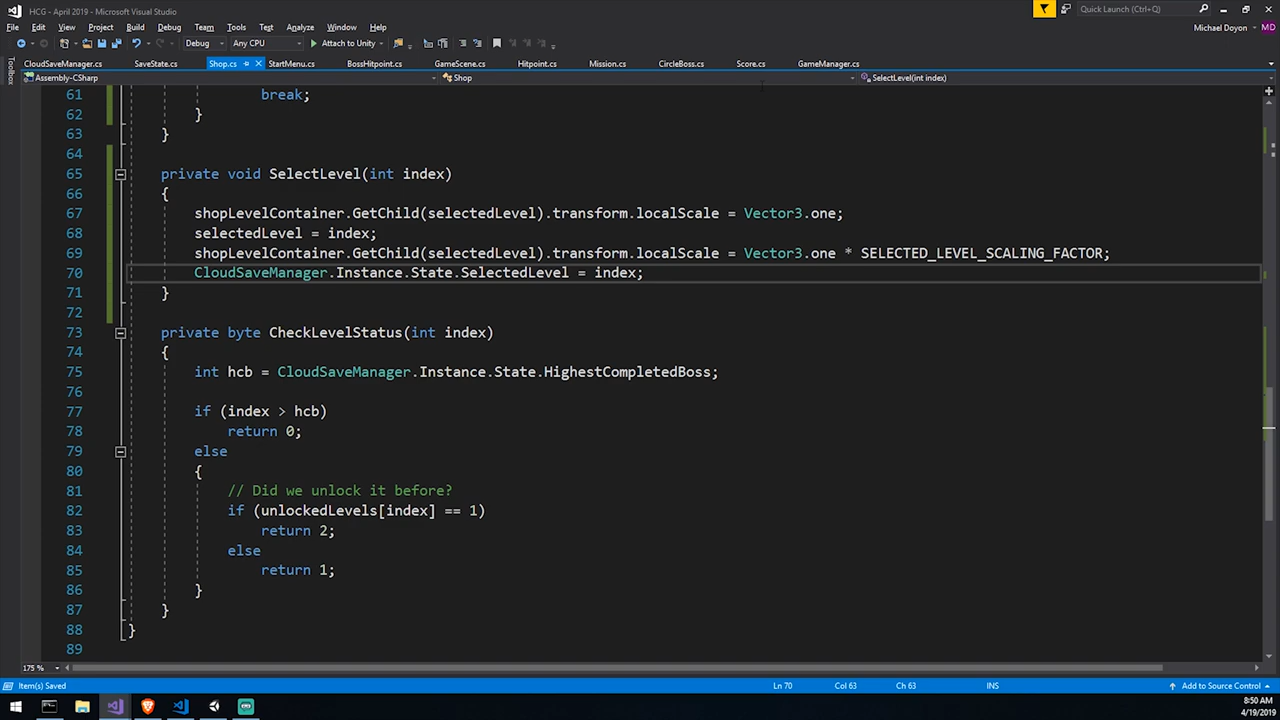 HCG - April 2019 - Microsoft Visual Studio
Quick Launch (Ctrl+Q)
File Edit View Project Build Debug Team Tools Test Analyze Window Help
Michael Doyon MD
Debug Any CPU Attach to Unity
CloudSaveManager.cs SaveState.cs Shop.cs StartMenu.cs BossHitpoint.cs GameScene.cs Hitpoint.cs Mission.cs CircleBoss.cs Score.cs GameManager.cs
Toolbox
Assembly-CSharp Shop SelectLevel(int index)
61 break;
62 }
63 }
64
65 private void SelectLevel(int index)
66 {
67 shopLevelContainer.GetChild(selectedLevel).transform.localScale = Vector3.one;
68 selectedLevel = index;
69 shopLevelContainer.GetChild(selectedLevel).transform.localScale = Vector3.one * SELECTED_LEVEL_SCALING_FACTOR;
70 CloudSaveManager.Instance.State.SelectedLevel = index;
71 }
72
73 private byte CheckLevelStatus(int index)
74 {
75 int hcb = CloudSaveManager.Instance.State.HighestCompletedBoss;
76
77 if (index > hcb)
78 return 0;
79 else
80 {
81 // Did we unlock it before?
82 if (unlockedLevels[index] == 1)
83 return 2;
84 else
85 return 1;
86 }
87 }
88 }
89
175 %
Item(s) Saved Ln 70 Col 63 Ch 63 INS Add to Source Control
8:50 AM
4/19/2019